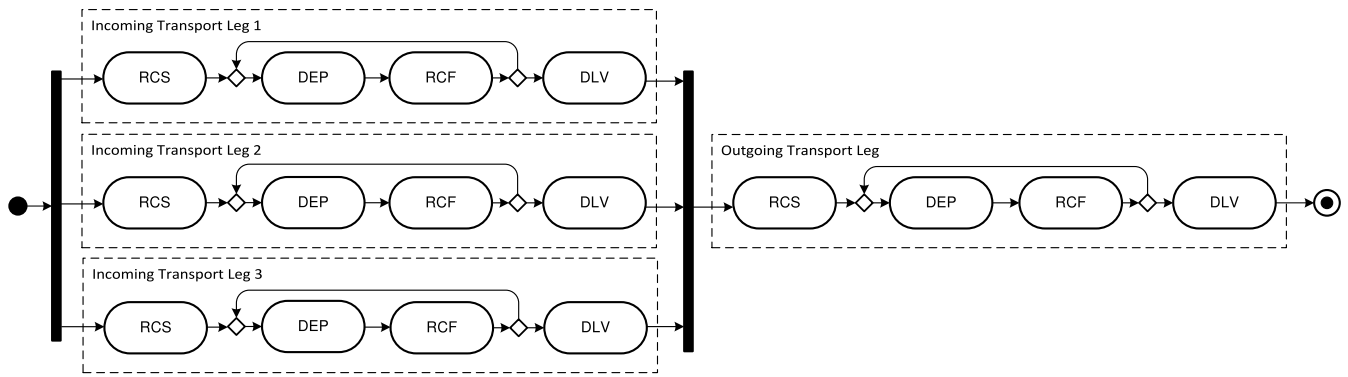 Incoming Transport Leg 1
RCS DEP RCF DLV
Incoming Transport Leg 2
RCS DEP RCF DLV
Outgoing Transport Leg
RCS DEP RCF DLV
Incoming Transport Leg 3
RCS DEP RCF DLV